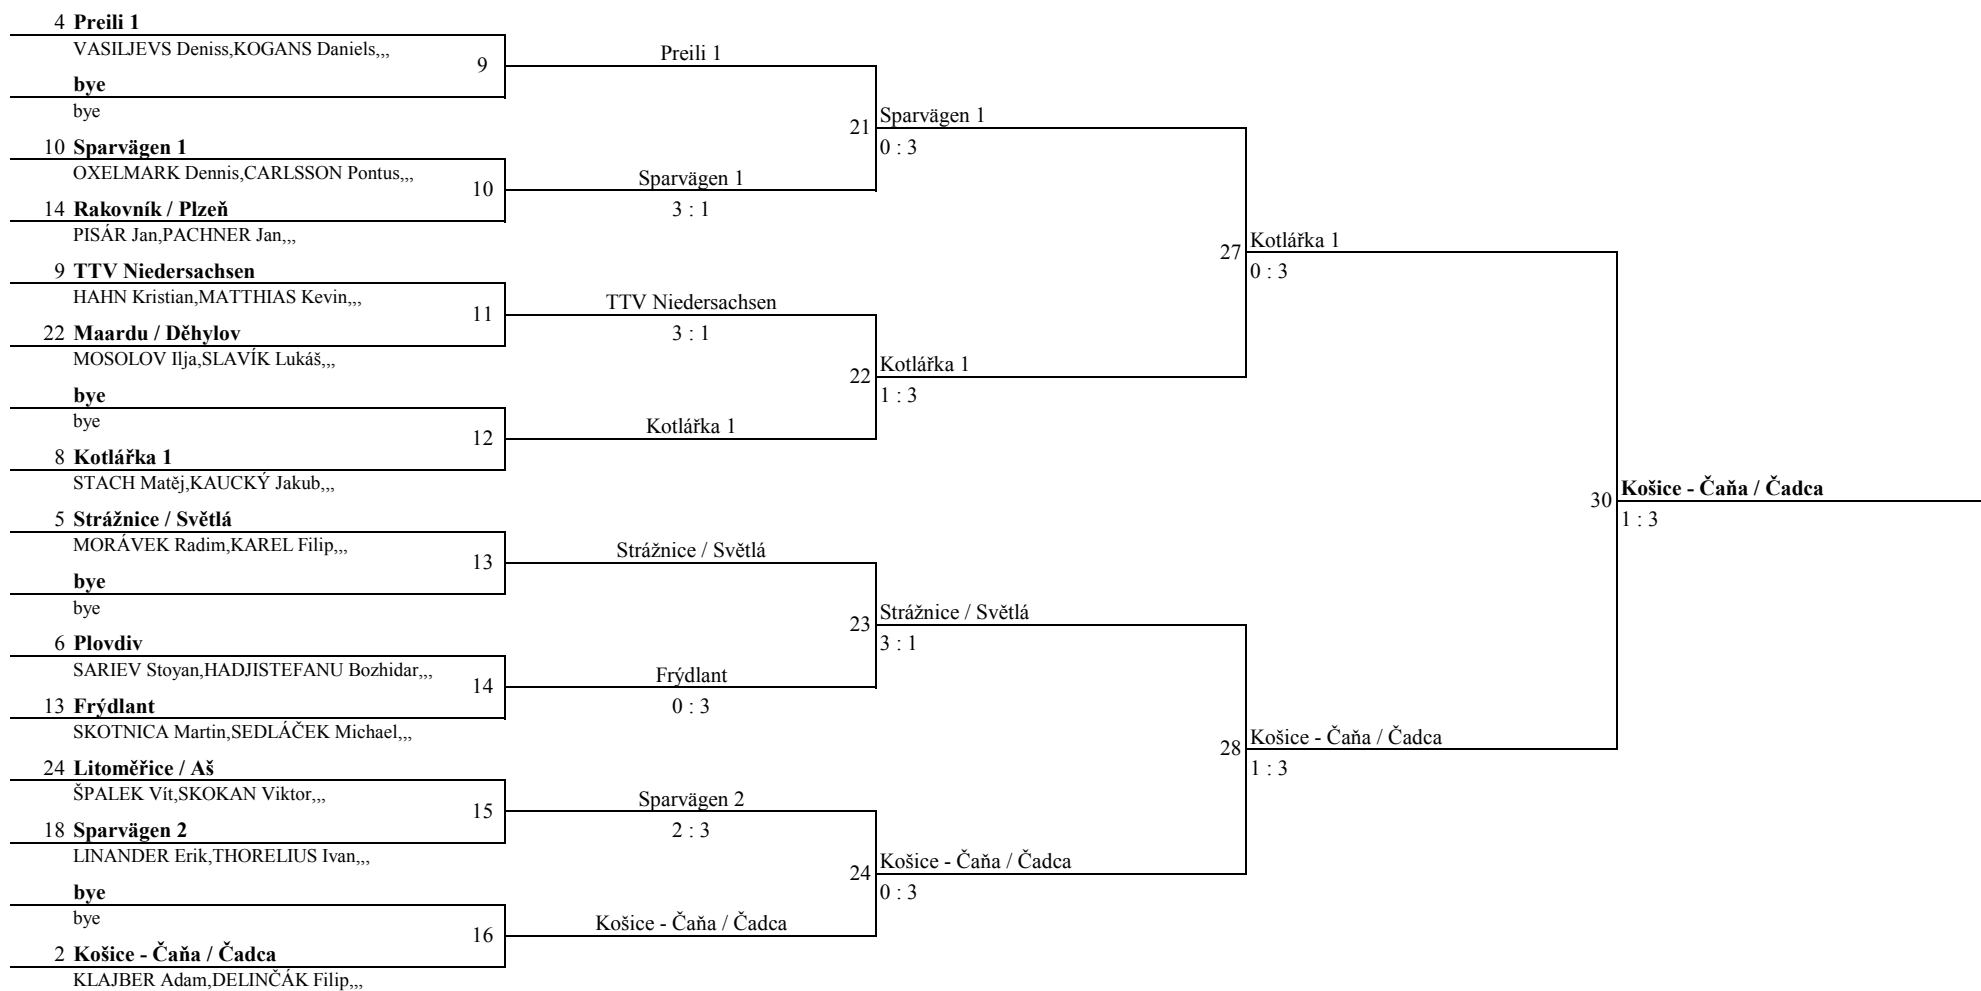 4 Preili 1
VASILJEVS Deniss,KOGANS Daniels,,,
bye
bye
10 Sparvägen 1
OXELMARK Dennis,CARLSSON Pontus,,,
14 Rakovník / Plzeň
PISÁR Jan,PACHNER Jan,,,
9 TTV Niedersachsen
HAHN Kristian,MATTHIAS Kevin,,,
22 Maardu / Děhylov
MOSOLOV Ilja,SLAVÍK Lukáš,,,
bye
bye
8 Kotlářka 1
STACH Matěj,KAUCKÝ Jakub,,,
5 Strážnice / Světlá
MORÁVEK Radim,KAREL Filip,,,
bye
bye
6 Plovdiv
SARIEV Stoyan,HADJISTEFANU Bozhidar,,,
13 Frýdlant
SKOTNICA Martin,SEDLÁČEK Michael,,,
24 Litoměřice / Aš
ŠPALEK Vít,SKOKAN Viktor,,,
18 Sparvägen 2
LINANDER Erik,THORELIUS Ivan,,,
bye
bye
2 Košice - Čaňa / Čadca
KLAJBER Adam,DELINČÁK Filip,,,
9
Preili 1
10
Sparvägen 1
3 : 1
11
TTV Niedersachsen
3 : 1
12
Kotlářka 1
13
Strážnice / Světlá
14
Frýdlant
0 : 3
15
Sparvägen 2
2 : 3
16
Košice - Čaňa / Čadca
21
Sparvägen 1
0 : 3
22
Kotlářka 1
1 : 3
23
Strážnice / Světlá
3 : 1
24
Košice - Čaňa / Čadca
0 : 3
27
Kotlářka 1
0 : 3
28
Košice - Čaňa / Čadca
1 : 3
30
Košice - Čaňa / Čadca
1 : 3